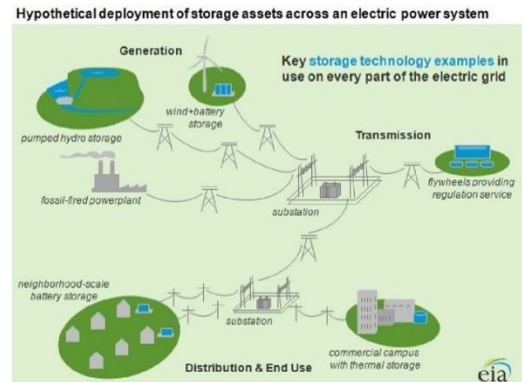 Hypothetical deployment of storage assets across an electric power system
Generation
Key storage technology examples in
use on every part of the electric grid
wind+battery
storage
pumped hydro storage
Transmission
fossil-fired powerplant
substation
flywheels providing
regulation service
neighborhood-scale
battery storage
substation
commercial campus
with thermal storage
Distribution & End Use
eia